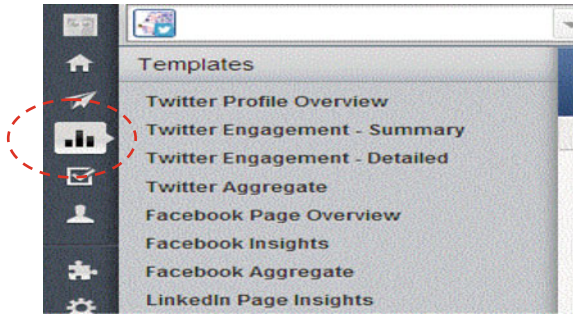 Templates
Twitter Profile Overview
Twitter Engagement - Summary
Twitter Engagement - Detailed
Twitter Aggregate
Facebook Page Overview
Facebook Insights
Facebook Aggregate
LinkedIn Page Insights